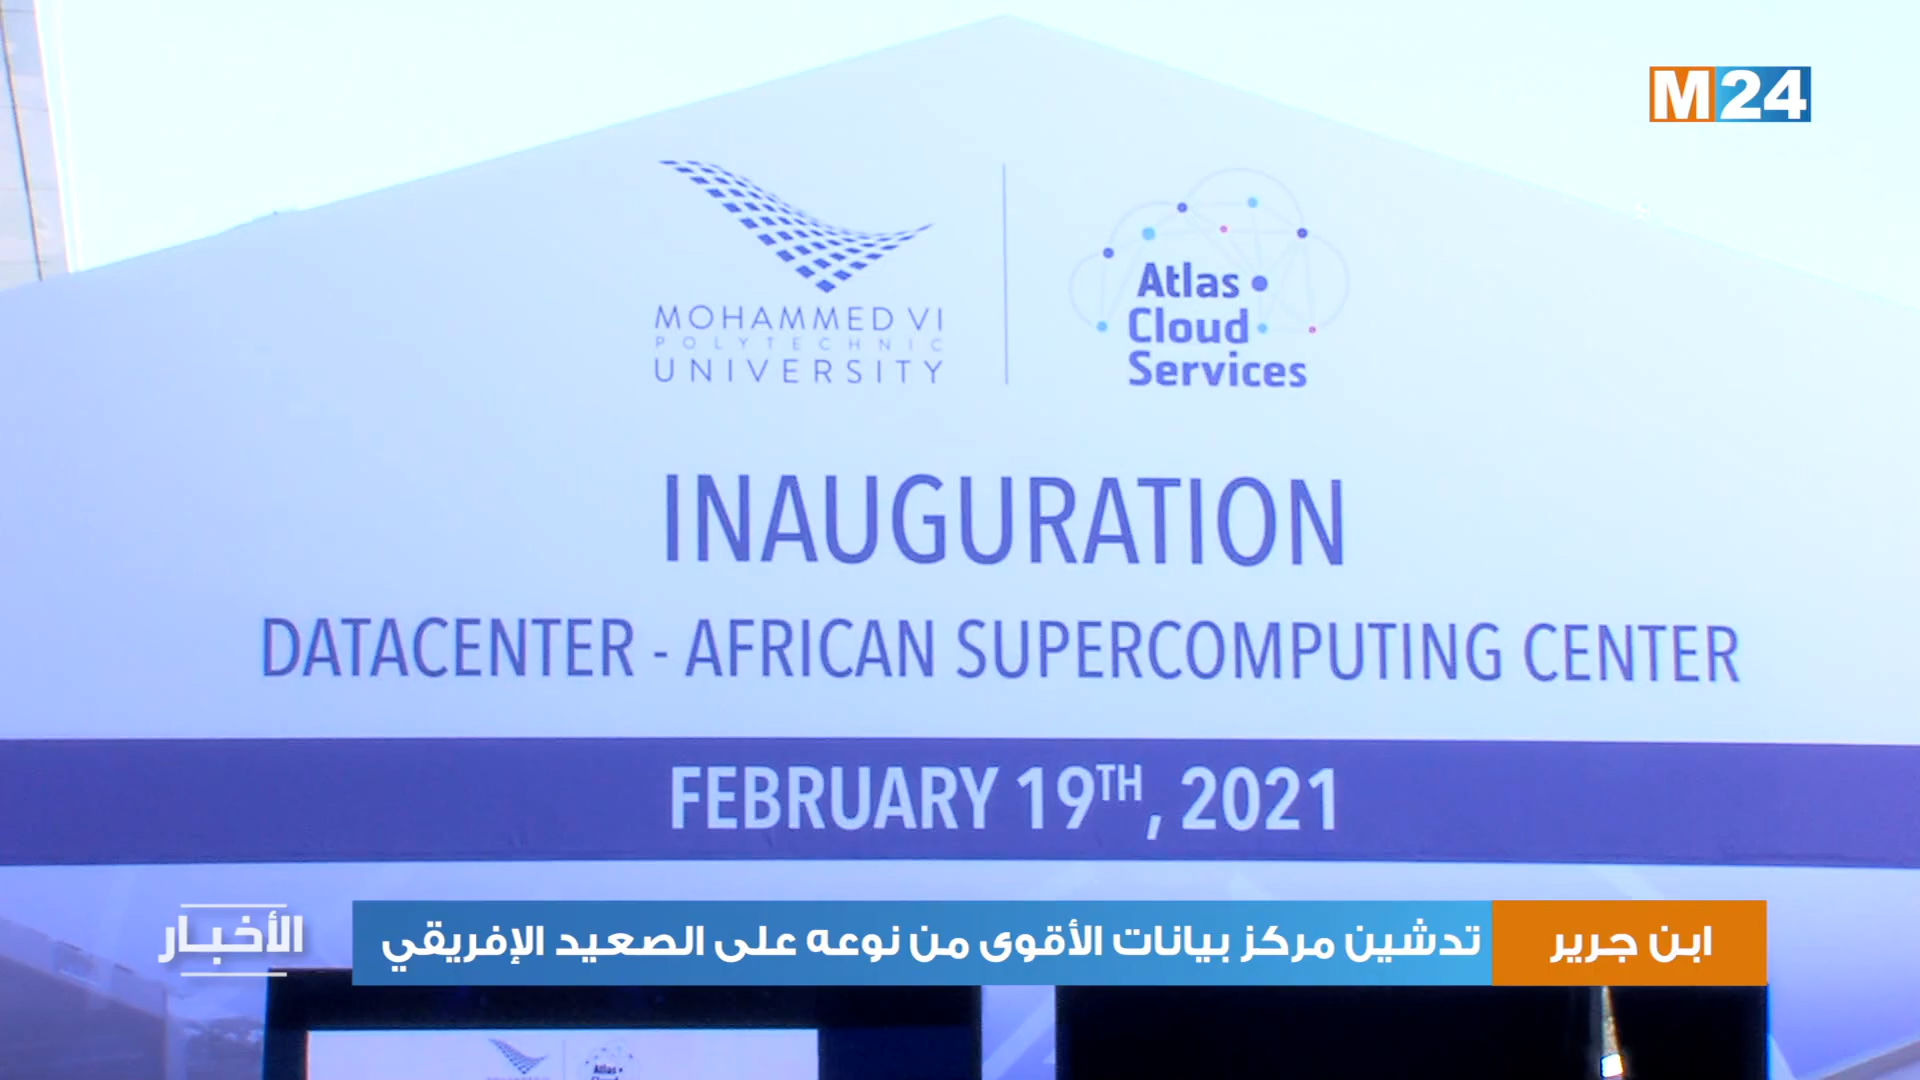 M24
MOHAMMED VI
POLYTECHNIC
UNIVERSITY
Atlas
Cloud
Services
INAUGURATION
DATACENTER - AFRICAN SUPERCOMPUTING CENTER
FEBRUARY 19TH, 2021
ابن جرير
تدشين مركز بيانات الأقوى من نوعه على الصعيد الإفريقي
الأخبار
Atlas